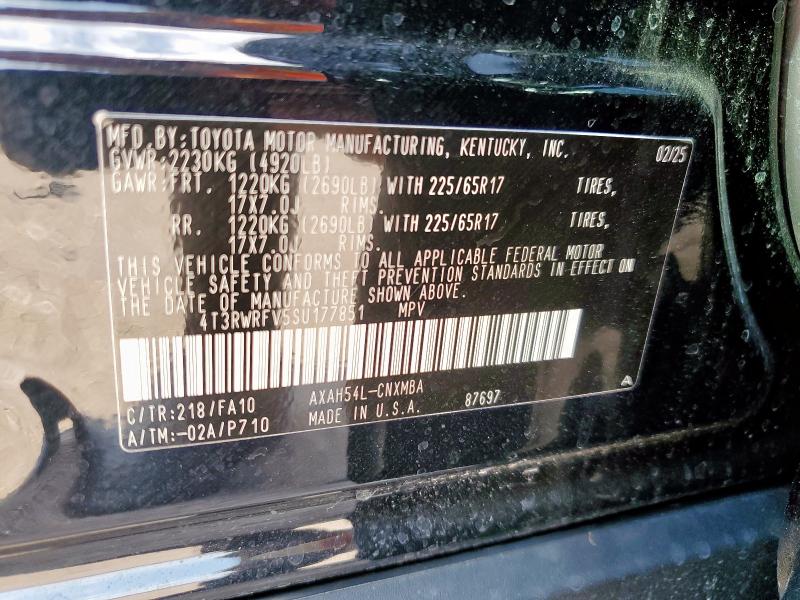 MFD.BY:TOYOTA MOTOR MANUFACTURING, KENTUCKY, INC. 02/25
GVWR:2230KG (4920LB)
GAWR:FRT. 1220KG (2690LB) WITH 225/65R17 TIRES,
17X7.0J RIMS.
RR. 1220KG (2690LB) WITH 225/65R17 TIRES,
17X7.0J RIMS.
THIS VEHICLE CONFORMS TO ALL APPLICABLE FEDERAL MOTOR
VEHICLE SAFETY AND THEFT PREVENTION STANDARDS IN EFFECT ON
THE DATE OF MANUFACTURE SHOWN ABOVE.
4T3RWRFV5SU177851 MPV
C/TR:218/FA10 AXAH54L-CNXMBA 87697 A
A/TM:-02A/P710 MADE IN U.S.A.